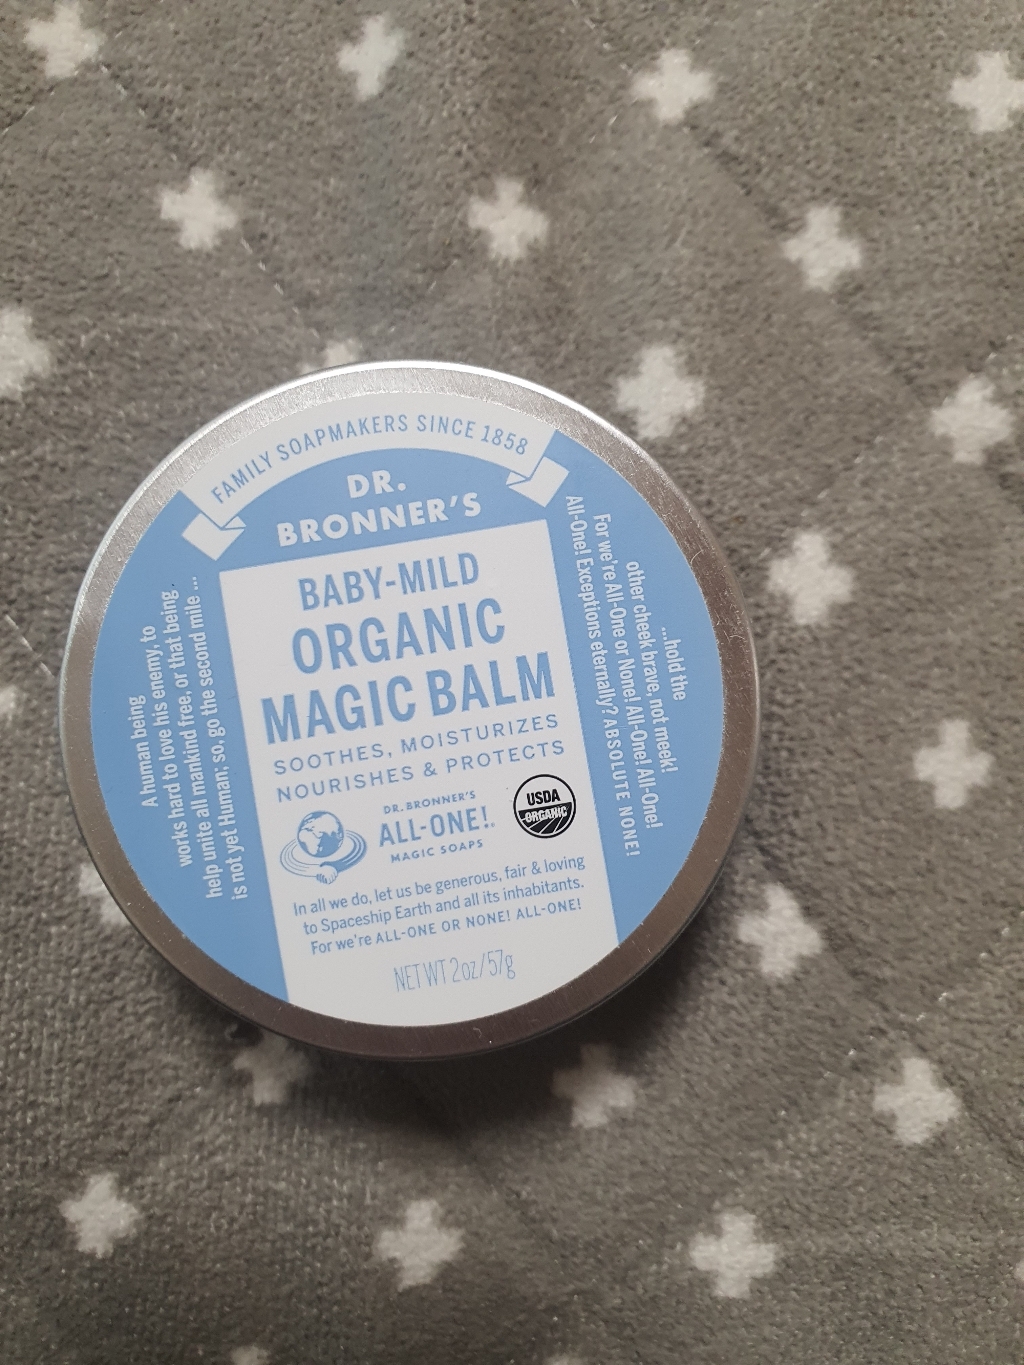 FAMILY SOAPMAKERS SINCE 1858
DR.
BRONNER'S
BABY-MILD
ORGANIC
MAGIC BALM
SOOTHES, MOISTURIZES
NOURISHES & PROTECTS
DR. BRONNER'S
ALL-ONE!
MAGIC SOAPS
USDA
ORGANIC
In all we do, let us be generous, fair & loving
to Spaceship Earth and all its inhabitants.
For we're ALL-ONE OR NONE! ALL-ONE!
NET WT 2oz/57g
A human being
works hard to love his enemy, to
help unite all mankind free, or that being
is not yet Human; so, go the second mile ...
...hold the
other cheek brave, not meek!
For we're All-One or None! All-One! All-One!
All-One! Exceptions eternally? ABSOLUTE NONE!